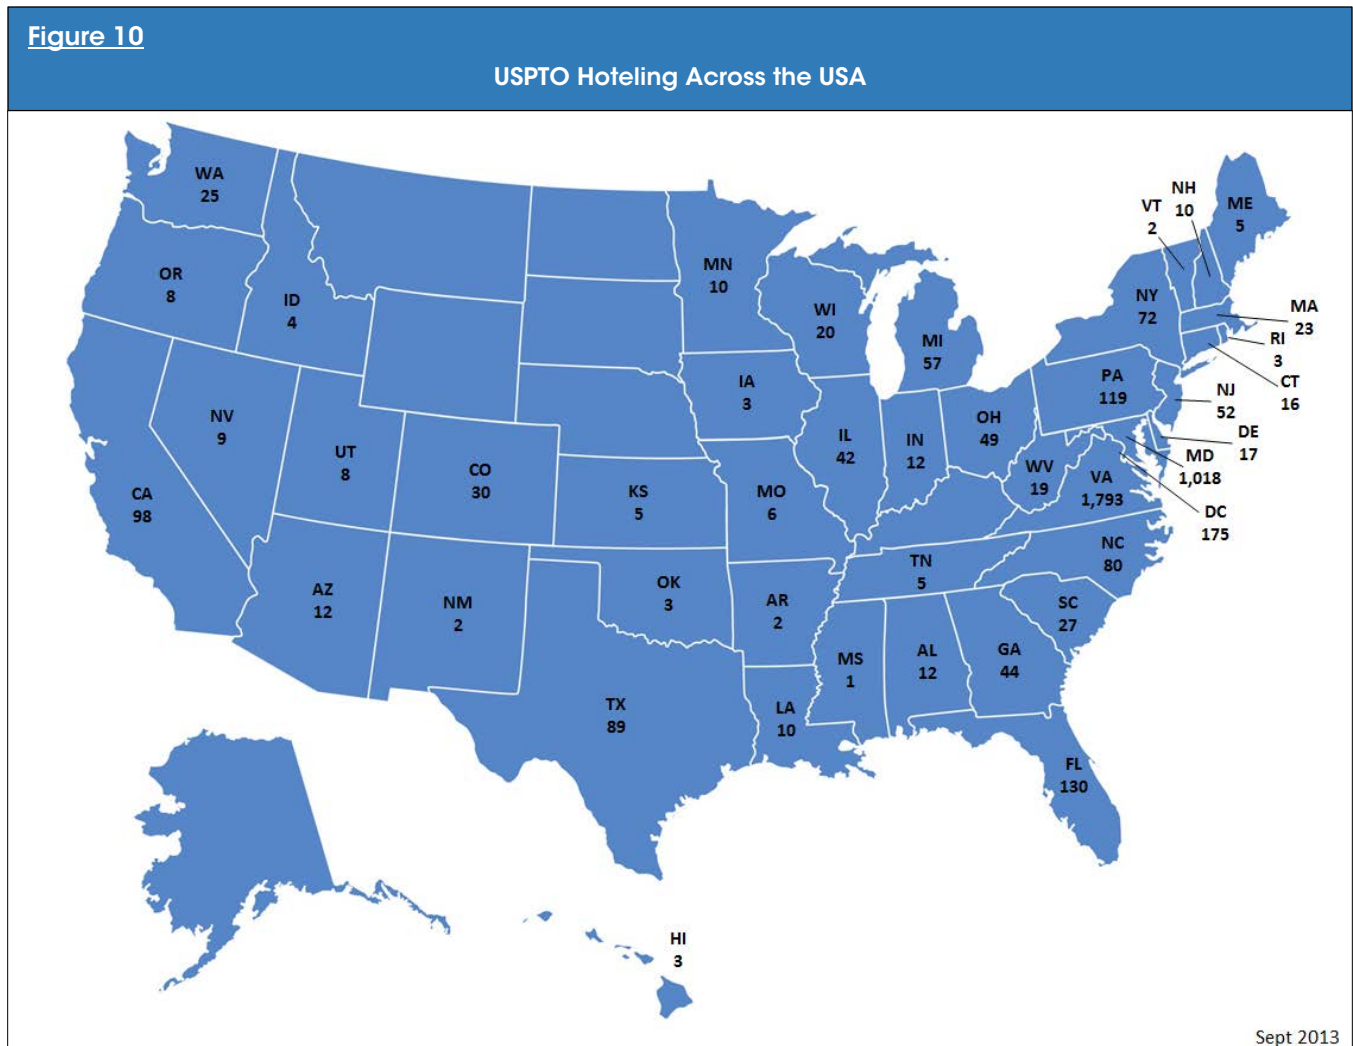 Figure 10
USPTO Hoteling Across the USA
WA
25
OR
8
ID
4
MN
10
WI
20
MI
57
VT
2
NH
10
ME
5
NY
72
MA
23
RI
3
CT
16
NV
9
UT
8
CO
30
CA
98
IA
3
KS
5
MO
6
IL
42
IN
12
OH
49
PA
119
NJ
52
DE
17
MD
1,018
DC
175
WV
19
VA
1,793
AZ
12
NM
2
OK
3
AR
2
TN
5
NC
80
SC
27
MS
1
AL
12
GA
44
TX
89
LA
10
FL
130
HI
3
Sept 2013